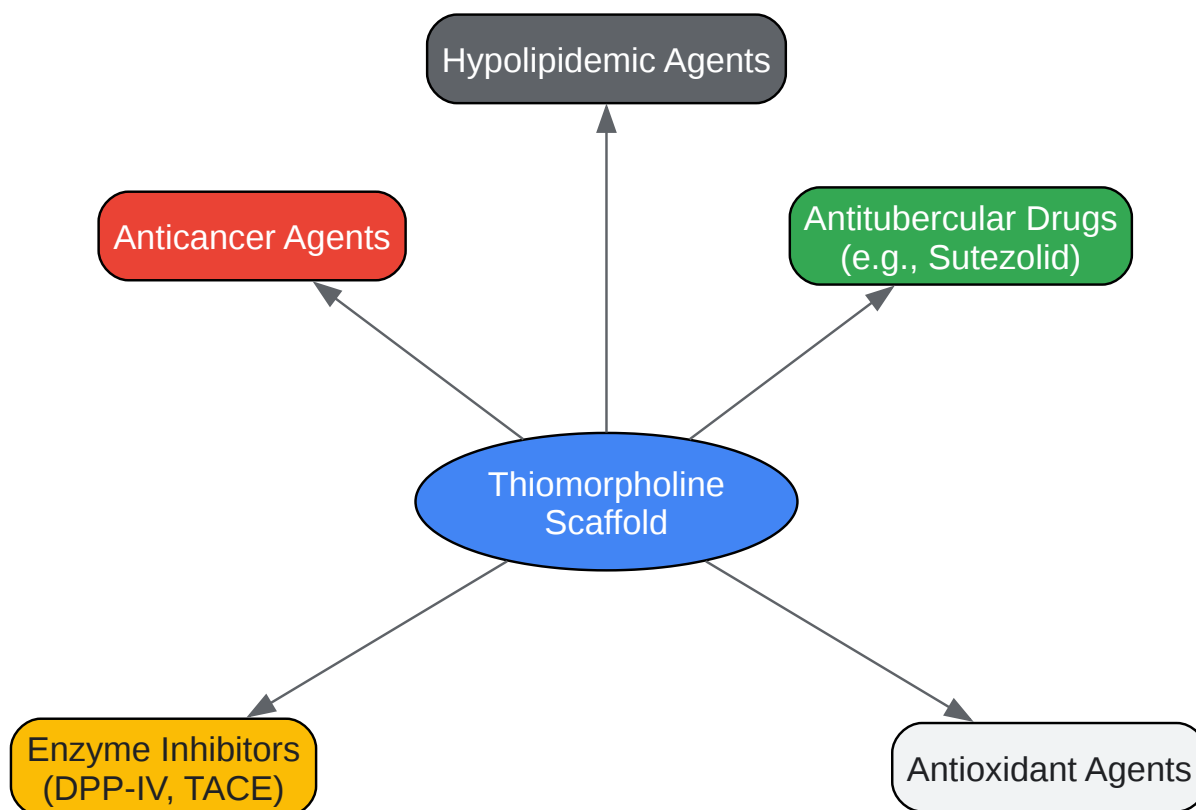 Hypolipidemic Agents
Anticancer Agents
Antitubercular Drugs
(e.g., Sutezolid)
Thiomorpholine
Scaffold
Enzyme Inhibitors
(DPP-IV, TACE)
Antioxidant Agents